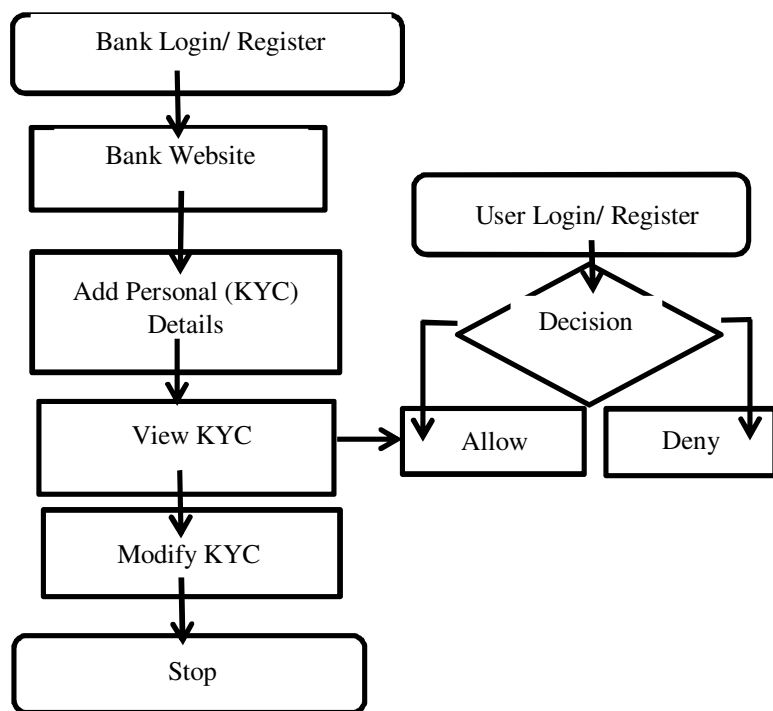 Bank Login/ Register
Bank Website
Add Personal (KYC)
Details
View KYC
Modify KYC
Stop
User Login/ Register
Decision
Allow
Deny